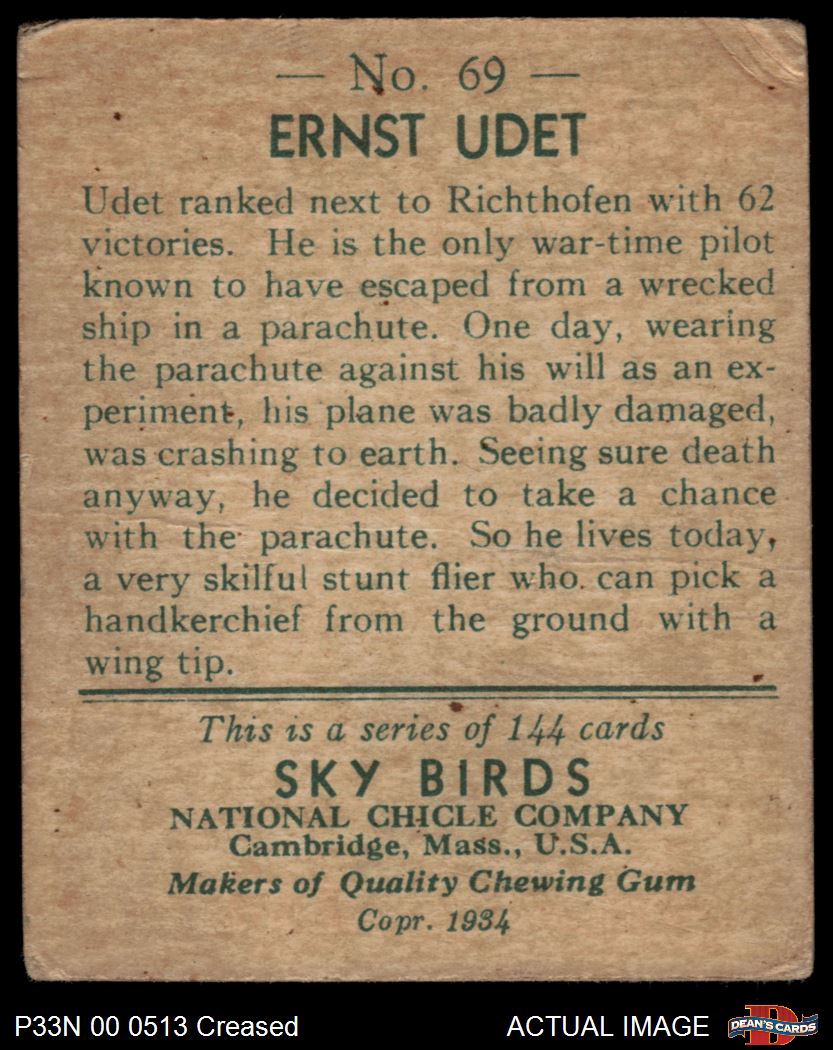 — No. 69 —
ERNST UDET
Udet ranked next to Richthofen with 62
victories. He is the only war-time pilot
known to have escaped from a wrecked
ship in a parachute. One day, wearing
the parachute against his will as an ex-
periment, his plane was badly damaged,
was crashing to earth. Seeing sure death
anyway, he decided to take a chance
with the parachute. So he lives today,
a very skilful stunt flier who can pick a
handkerchief from the ground with a
wing tip.
This is a series of 144 cards
SKY BIRDS
NATIONAL CHICLE COMPANY
Cambridge, Mass., U.S.A.
Makers of Quality Chewing Gum
Copr. 1934
P33N 00 0513 Creased
ACTUAL IMAGE
D
DEAN'S CARDS